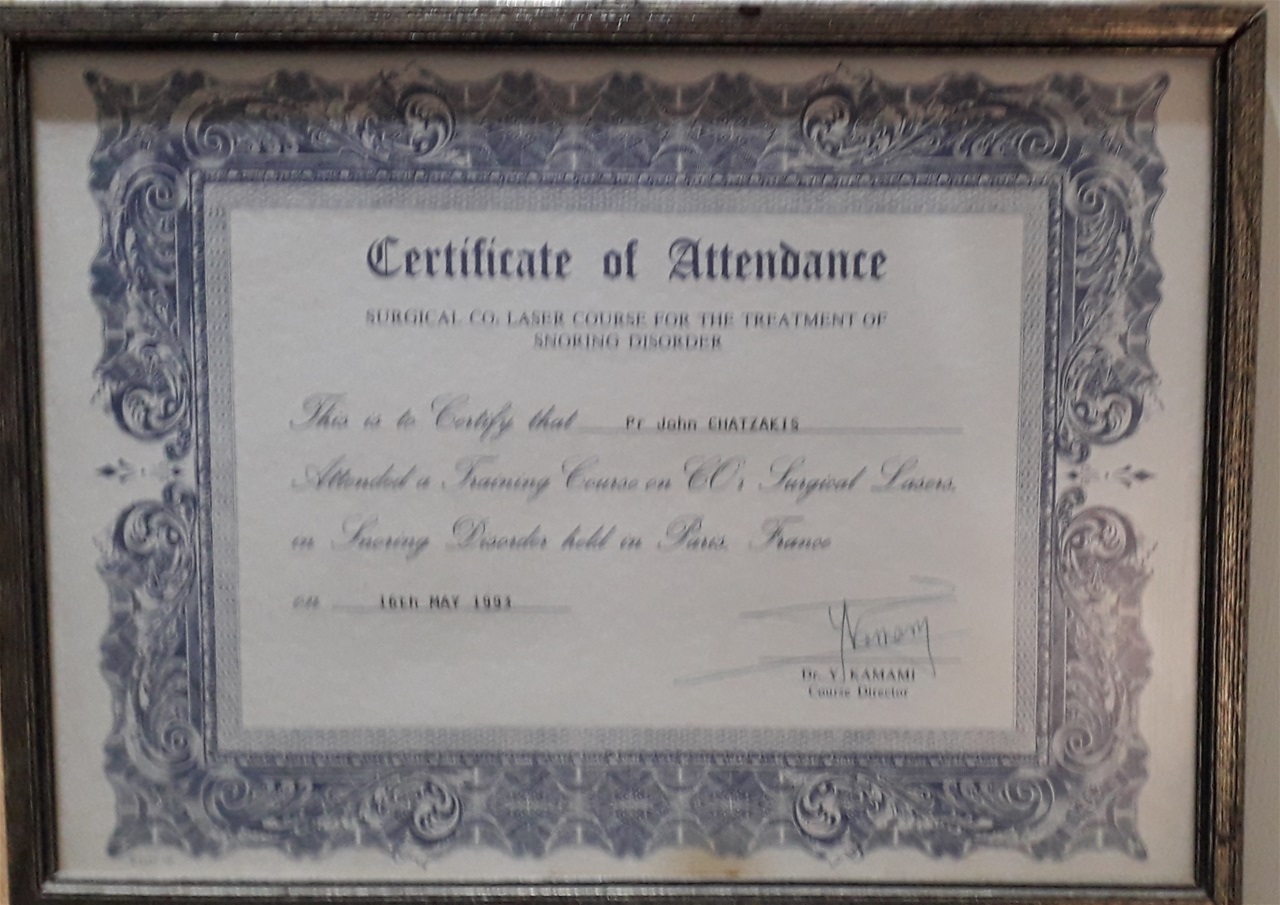 Certificate of Attendance
SURGICAL CO₂ LASER COURSE FOR THE TREATMENT OF
SNORING DISORDER
This is to Certify that Pr John CHATZAKIS
Attended a Training Course on CO₂ Surgical Lasers,
on Snoring Disorder held in Paris, France
on 16th MAY 1993
YKamami
Dr. Y. KAMAMI
Course Director